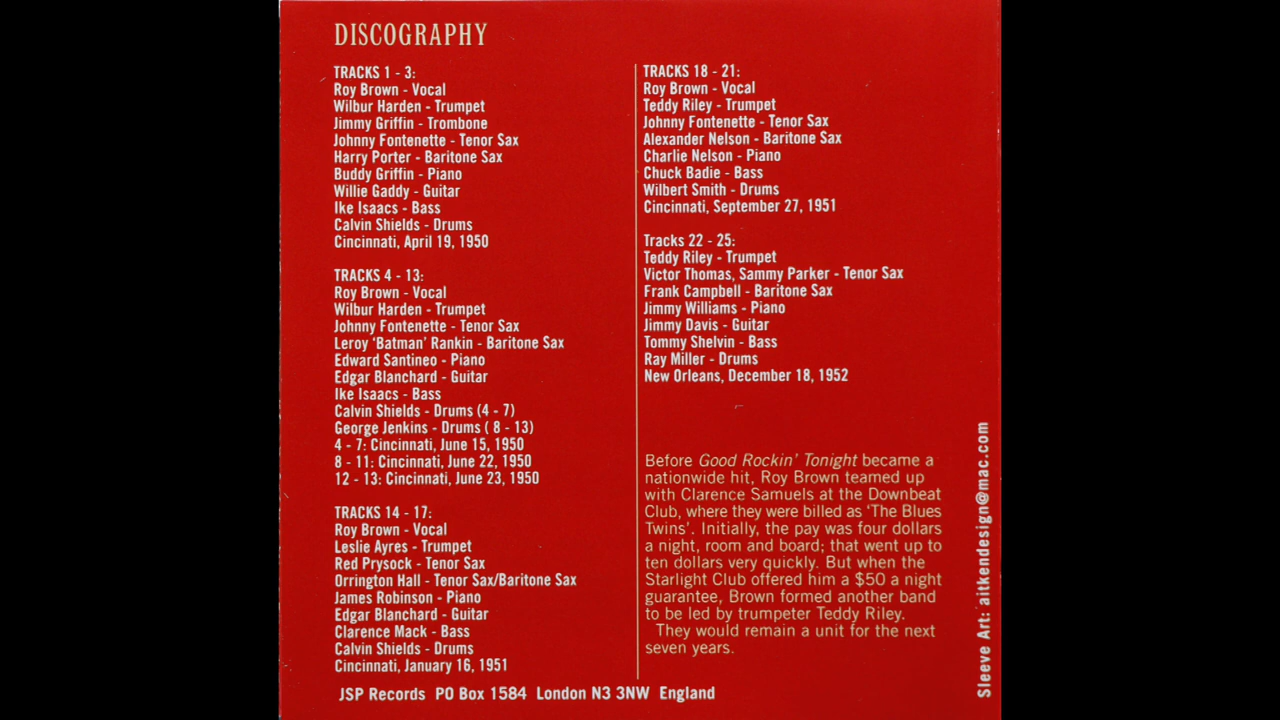 DISCOGRAPHY
TRACKS 1 - 3:
Roy Brown - Vocal
Wilbur Harden - Trumpet
Jimmy Griffin - Trombone
Johnny Fontenette - Tenor Sax
Harry Porter - Baritone Sax
Buddy Griffin - Piano
Willie Gaddy - Guitar
Ike Isaacs - Bass
Calvin Shields - Drums
Cincinnati, April 19, 1950
TRACKS 4 - 13:
Roy Brown - Vocal
Wilbur Harden - Trumpet
Johnny Fontenette - Tenor Sax
Leroy ‘Batman’ Rankin - Baritone Sax
Edward Santineo - Piano
Edgar Blanchard - Guitar
Ike Isaacs - Bass
Calvin Shields - Drums (4 - 7)
George Jenkins - Drums ( 8 - 13)
4 - 7: Cincinnati, June 15, 1950
8 - 11: Cincinnati, June 22, 1950
12 - 13: Cincinnati, June 23, 1950
TRACKS 14 - 17:
Roy Brown - Vocal
Leslie Ayres - Trumpet
Red Prysock - Tenor Sax
Orrington Hall - Tenor Sax/Baritone Sax
James Robinson - Piano
Edgar Blanchard - Guitar
Clarence Mack - Bass
Calvin Shields - Drums
Cincinnati, January 16, 1951
TRACKS 18 - 21:
Roy Brown - Vocal
Teddy Riley - Trumpet
Johnny Fontenette - Tenor Sax
Alexander Nelson - Baritone Sax
Charlie Nelson - Piano
Chuck Badie - Bass
Wilbert Smith - Drums
Cincinnati, September 27, 1951
Tracks 22 - 25:
Teddy Riley - Trumpet
Victor Thomas, Sammy Parker - Tenor Sax
Frank Campbell - Baritone Sax
Jimmy Williams - Piano
Jimmy Davis - Guitar
Tommy Shelvin - Bass
Ray Miller - Drums
New Orleans, December 18, 1952
Before Good Rockin’ Tonight became a
nationwide hit, Roy Brown teamed up
with Clarence Samuels at the Downbeat
Club, where they were billed as ‘The Blues
Twins’. Initially, the pay was four dollars
a night, room and board; that went up to
ten dollars very quickly. But when the
Starlight Club offered him a $50 a night
guarantee, Brown formed another band
to be led by trumpeter Teddy Riley.
They would remain a unit for the next
seven years.
JSP Records PO Box 1584 London N3 3NW England
Sleeve Art: aitkendesign@mac.com